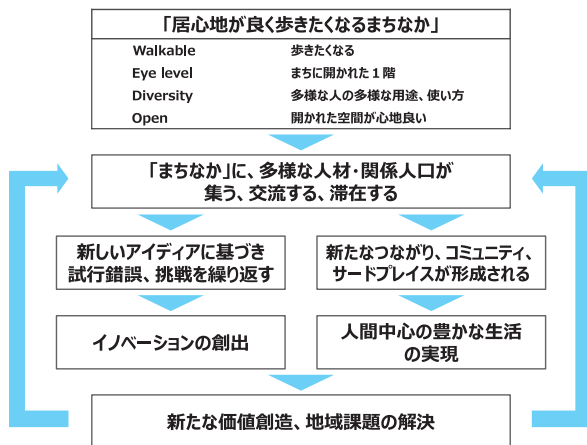 「居心地が良く歩きたくなるまちなか」
Walkable 歩きたくなる
Eye level まちに開かれた１階
Diversity 多様な人の多様な用途、使い方
Open 開かれた空間が心地良い
「まちなか」に、多様な人材・関係人口が
集う、交流する、滞在する
新しいアイディアに基づき
試行錯誤、挑戦を繰り返す
新たなつながり、コミュニティ、
サードプレイスが形成される
イノベーションの創出
人間中心の豊かな生活
の実現
新たな価値創造、地域課題の解決